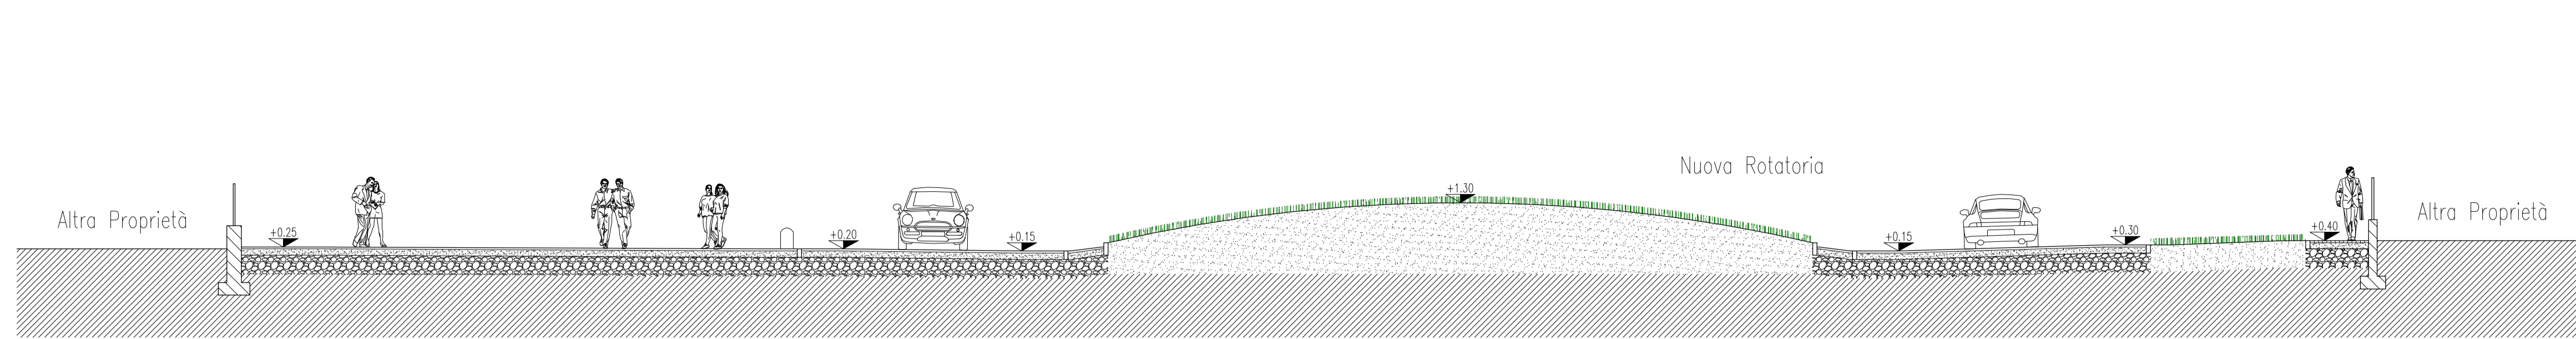 Nuova Rotatoria
Altra Proprietà
+0.25
+0.20
+0.15
+1.30
+0.15
+0.30
+0.40
Altra Proprietà